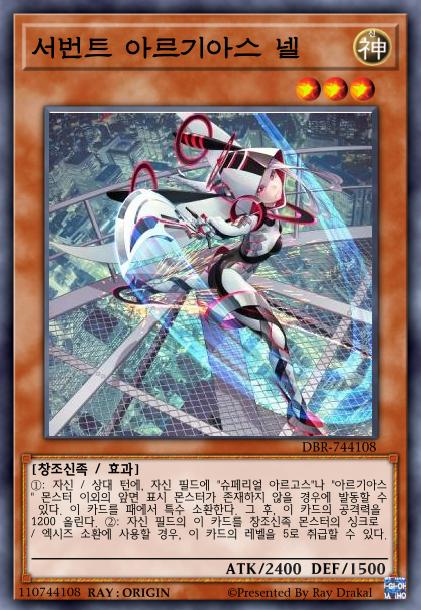 서번트 아르기아스 넬
신
神
DBR-744108
[창조신족 / 효과]
①: 자신 / 상대 턴에, 자신 필드에 "슈페리얼 아르고스"나 "아르기아스
" 몬스터 이외의 앞면 표시 몬스터가 존재하지 않을 경우에 발동할 수
있다. 이 카드를 패에서 특수 소환한다. 그 후, 이 카드의 공격력을
1200 올린다. ②: 자신 필드의 이 카드를 창조신족 몬스터의 싱크로
/ 엑시즈 소환에 사용할 경우, 이 카드의 레벨을 5로 취급할 수 있다.
ATK/2400 DEF/1500
110744108 RAY : ORIGIN ©Presented By Ray Drakal